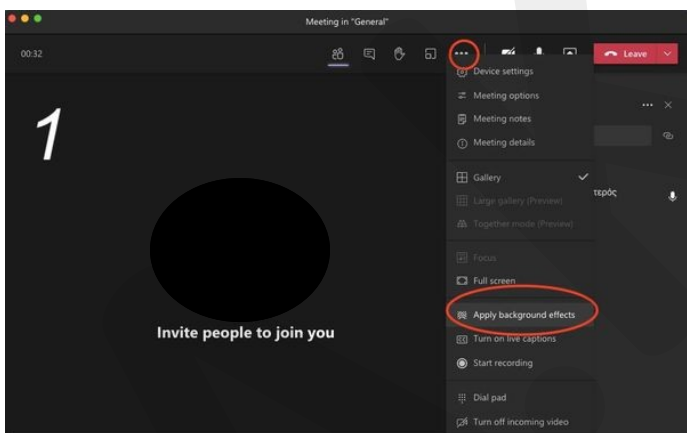 Meeting in "General"
00:32
Leave
1
Device settings
Meeting options
Meeting notes
Meeting details
Gallery
τερός
Large gallery (Preview)
Together mode (Preview)
Focus
Full screen
Apply background effects
Invite people to join you
CC Turn on live captions
Start recording
Dial pad
Turn off incoming video